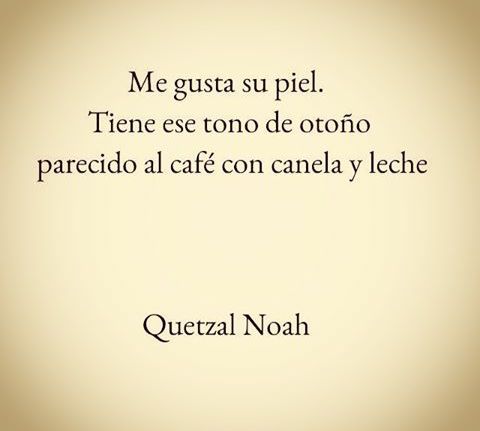 Me gusta su piel.
Tiene ese tono de otoño
parecido al café con canela y leche
Quetzal Noah